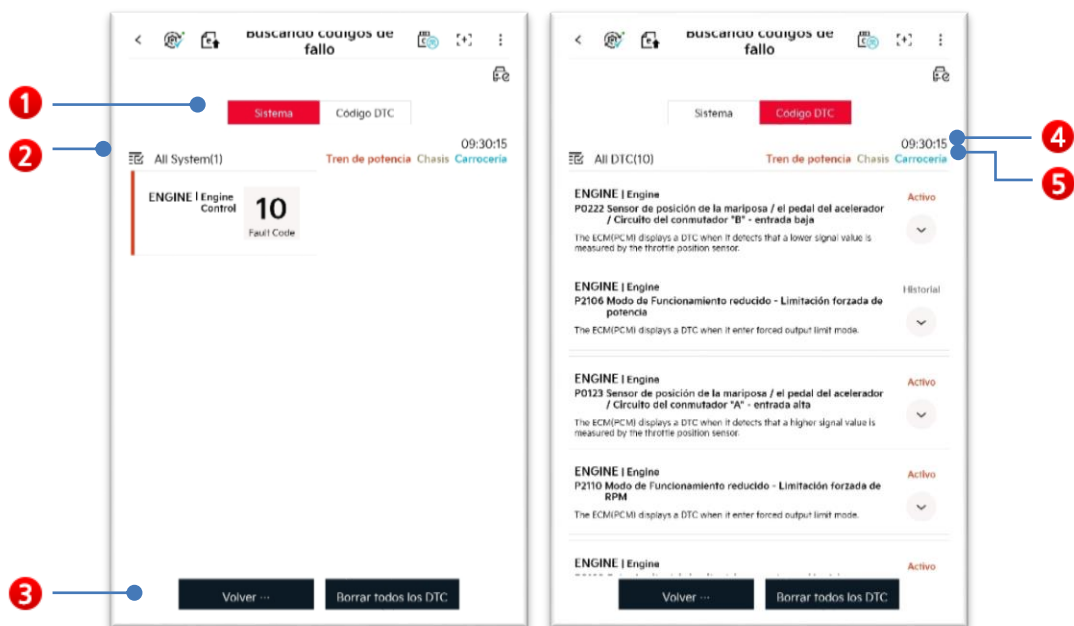 Buscando códigos de
fallo
1
Sistema
Código DTC
2
09:30:15
All System(1)
Tren de potencia Chasis Carrocería
ENGINE | Engine
Control
10
Fault Code
3
Volver ...
Borrar todos los DTC
Buscando códigos de
fallo
Sistema
Código DTC
4
09:30:15
All DTC(10)
Tren de potencia Chasis Carrocería
5
ENGINE | Engine
Activo
P0222 Sensor de posición de la mariposa / el pedal del acelerador
/ Circuito del conmutador "B" - entrada baja
The ECM(PCM) displays a DTC when it detects that a lower signal value is
measured by the throttle position sensor.
ENGINE | Engine
Historial
P2106 Modo de Funcionamiento reducido - Limitación forzada de
potencia
The ECM(PCM) displays a DTC when it enter forced output limit mode.
ENGINE | Engine
Activo
P0123 Sensor de posición de la mariposa / el pedal del acelerador
/ Circuito del conmutador "A" - entrada alta
The ECM(PCM) displays a DTC when it detects that a higher signal value is
measured by the throttle position sensor.
ENGINE | Engine
Activo
P2110 Modo de Funcionamiento reducido - Limitación forzada de
RPM
The ECM(PCM) displays a DTC when it enter forced output limit mode.
ENGINE | Engine
Activo
Volver ...
Borrar todos los DTC